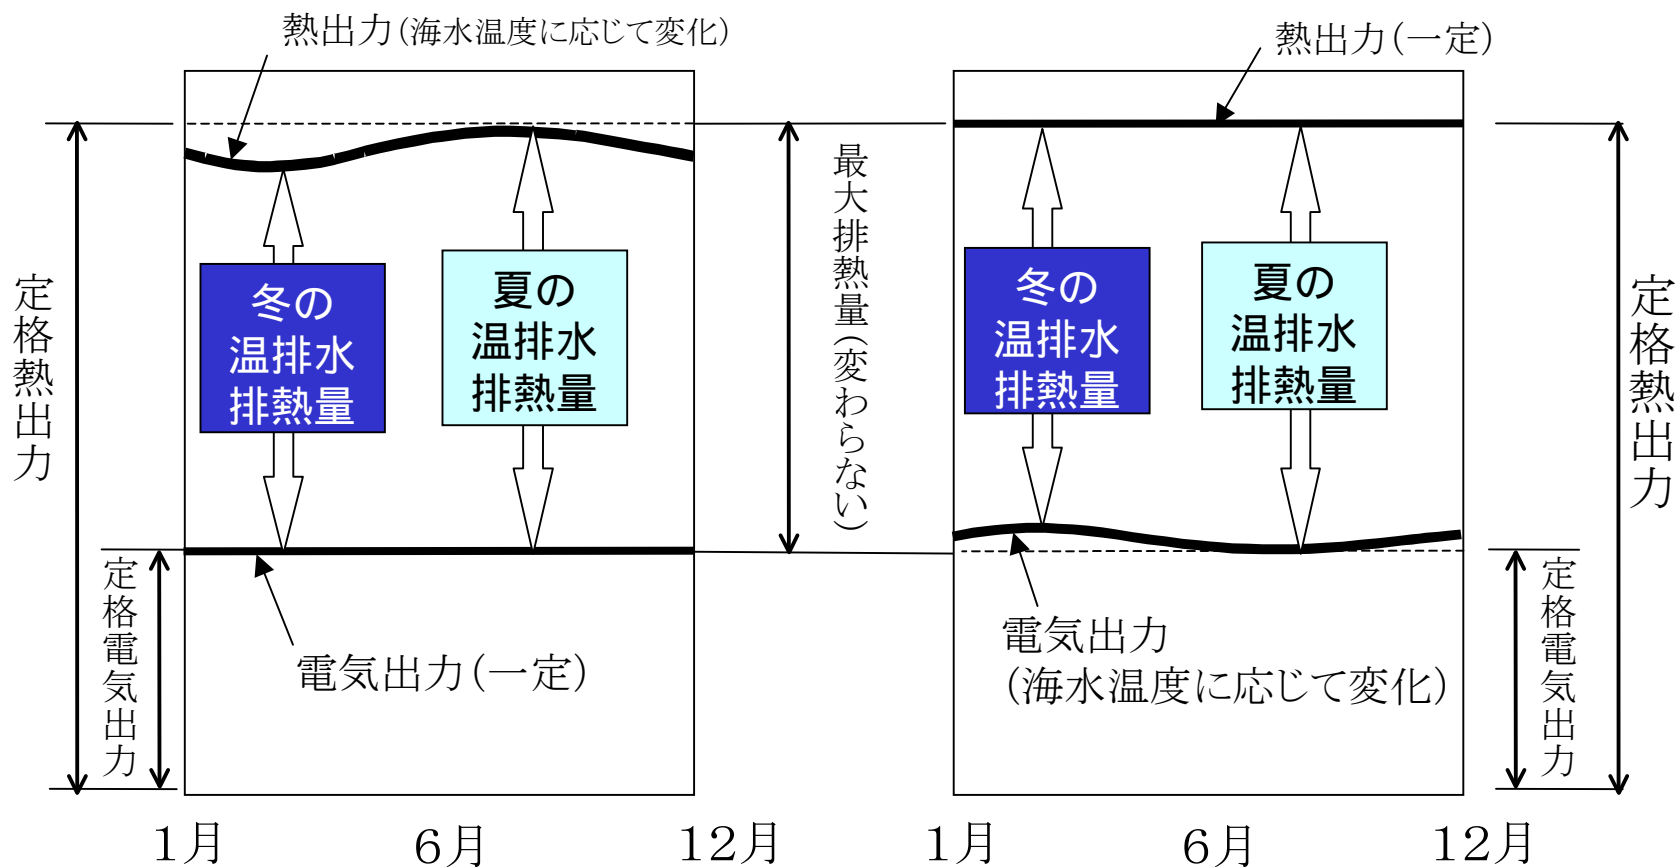 熱出力(海水温度に応じて変化)
熱出力(一定)
定格熱出力
冬の
温排水
排熱量
夏の
温排水
排熱量
最大排熱量(変わらない)
冬の
温排水
排熱量
夏の
温排水
排熱量
定格熱出力
定格電気出力
電気出力(一定)
電気出力
(海水温度に応じて変化)
定格電気出力
1月
6月
12月
1月
6月
12月